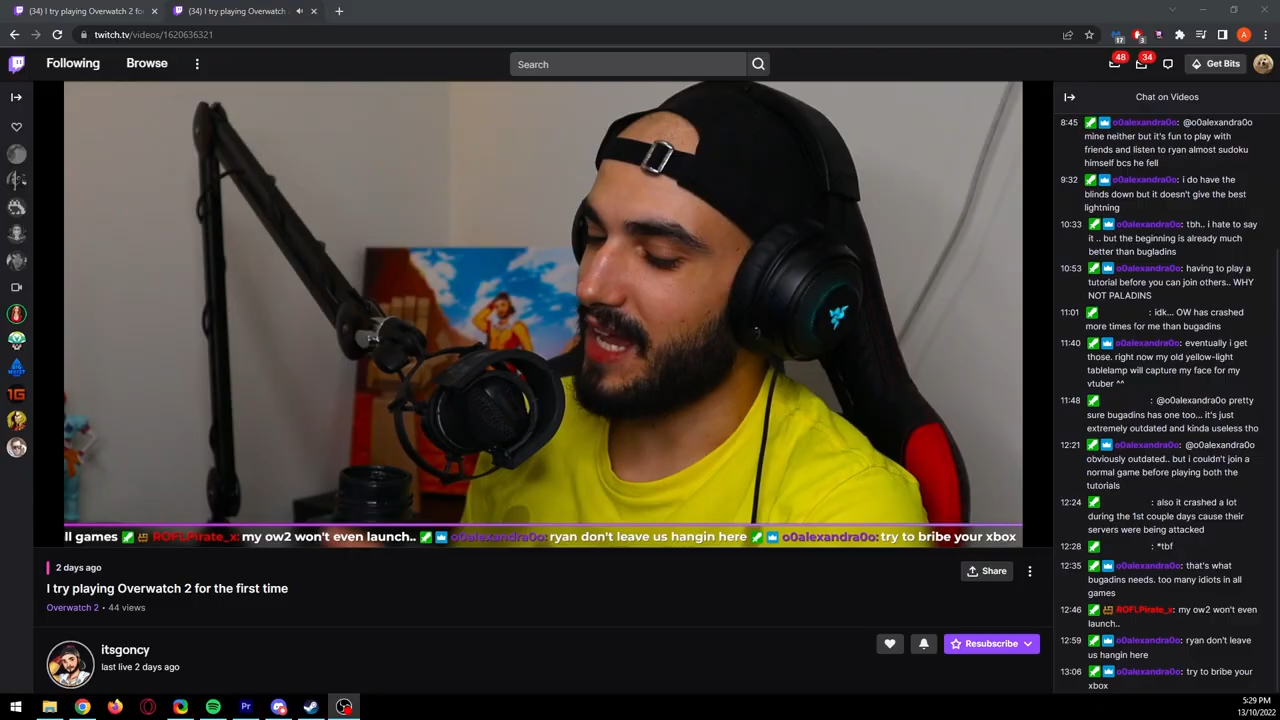 (34) I try playing Overwatch 2 fo
(34) I try playing Overwatch 2
twitch.tv/videos/1620636321
17
3
A
Following
Browse
Search
48
34
Get Bits
Chat on Videos
8:45 o0alexandra0o: @o0alexandra0o
mine neither but it's fun to play with
friends and listen to ryan almost sudoku
himself bcs he fell
9:32 o0alexandra0o: i do have the
blinds down but it doesn't give the best
lightning
10:33 o0alexandra0o: tbh.. i hate to say
it .. but the beginning is already much
better than bugladins
10:53 o0alexandra0o: having to play a
tutorial before you can join others.. WHY
NOT PALADINS
11:01 : idk... OW has crashed
more times for me than bugadins
11:40 o0alexandra0o: eventually i get
those. right now my old yellow-light
tablelamp will capture my face for my
vtuber ^^
11:48 : @o0alexandra0o pretty
sure bugadins has one too... it's just
extremely outdated and kinda useless tho
12:21 o0alexandra0o: @o0alexandra0o
obviously outdated.. but i couldn't join a
normal game before playing both the
tutorials
12:24 : also it crashed a lot
during the 1st couple days cause their
servers were being attacked
12:28 : *tbf
12:35 o0alexandra0o: that's what
bugadins needs. too many idiots in all
games
12:46 ROFLPirate_x: my ow2 won't even
launch..
12:59 o0alexandra0o: ryan don't leave
us hangin here
13:06 o0alexandra0o: try to bribe your
xbox
ll games ROFLPirate_x: my ow2 won't even launch.. o0alexandra0o: ryan don't leave us hangin here o0alexandra0o: try to bribe your xbox
2 days ago
I try playing Overwatch 2 for the first time
Overwatch 2 • 44 views
Share
itsgoncy
last live 2 days ago
Resubscribe
5:29 PM
13/10/2022